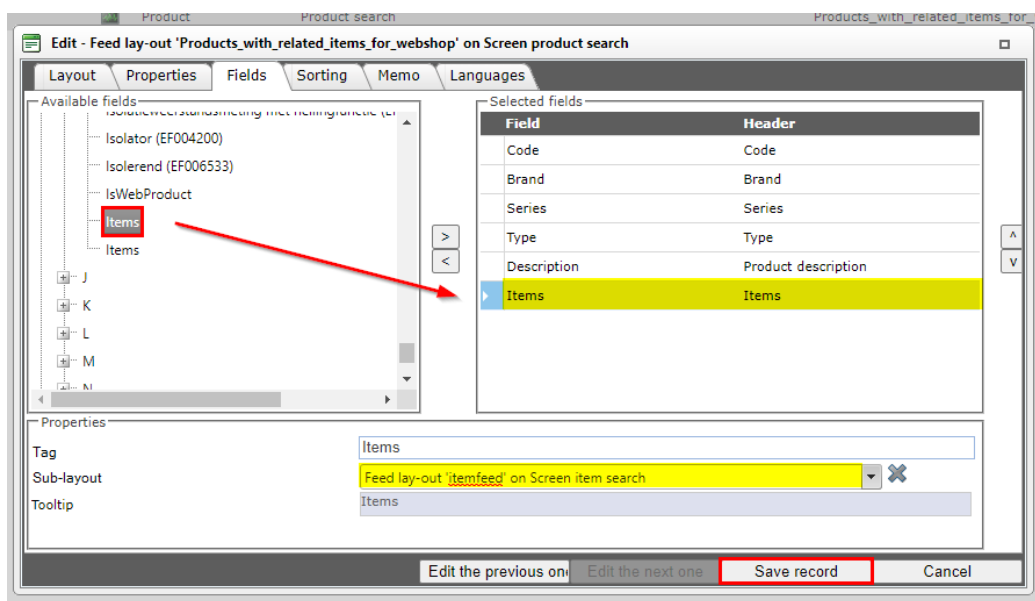 Product Product search Products_with_related_items_for_
Edit - Feed lay-out 'Products_with_related_items_for_webshop' on Screen product search
Layout Properties Fields Sorting Memo Languages
Available fields
Isolator (EF004200)
Isolerend (EF006533)
IsWebProduct
Items
Items
J
K
L
M
N
>
<
Selected fields
Field Header
Code Code
Brand Brand
Series Series
Type Type
Description Product description
Items Items
Properties
Tag Items
Sub-layout Feed lay-out 'itemfeed' on Screen item search
Tooltip Items
Edit the previous one Edit the next one Save record Cancel